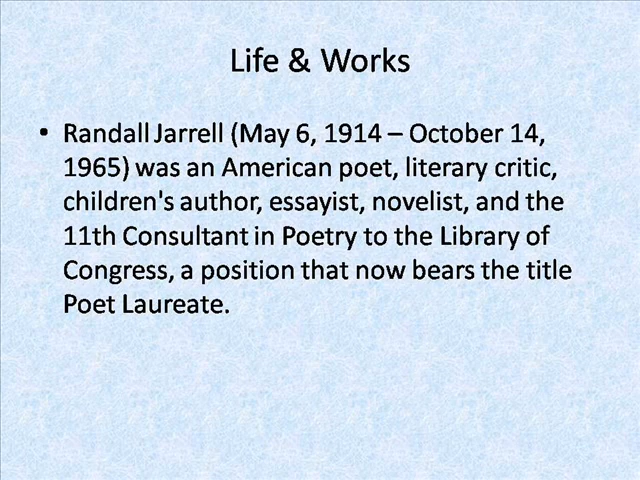 Life & Works
• Randall Jarrell (May 6, 1914 – October 14,
1965) was an American poet, literary critic,
children's author, essayist, novelist, and the
11th Consultant in Poetry to the Library of
Congress, a position that now bears the title
Poet Laureate.